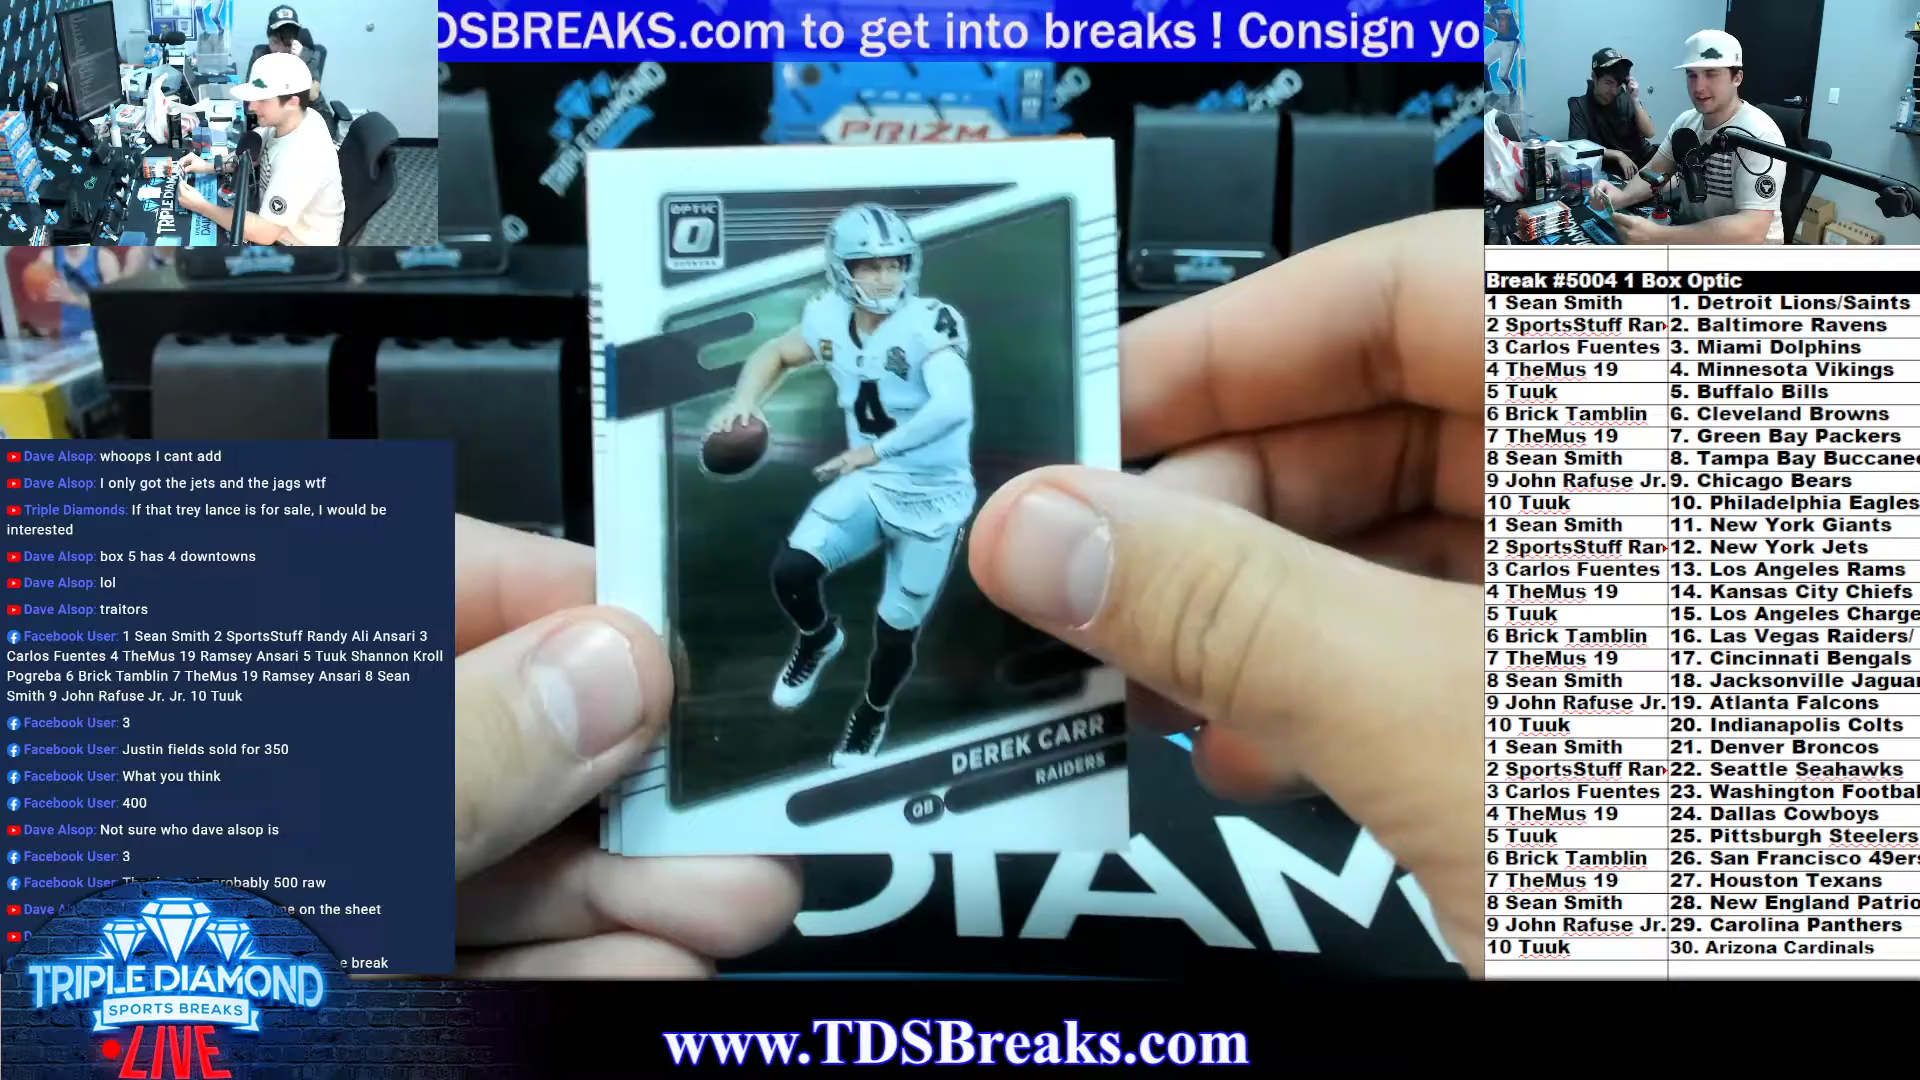 DSBREAKS.com to get into breaks ! Consign yo
TRIPLE DIAMOND
PRIZM
OPTIC
O
4
4
DEREK CARR
RAIDERS
QB
DIAM
Dave Alsop: whoops I cant add
Dave Alsop: I only got the jets and the jags wtf
Triple Diamonds: If that trey lance is for sale, I would be
interested
Dave Alsop: box 5 has 4 downtowns
Dave Alsop: lol
Dave Alsop: traitors
Facebook User: 1 Sean Smith 2 SportsStuff Randy Ali Ansari 3
Carlos Fuentes 4 TheMus 19 Ramsey Ansari 5 Tuuk Shannon Kroll
Pogreba 6 Brick Tamblin 7 TheMus 19 Ramsey Ansari 8 Sean
Smith 9 John Rafuse Jr. Jr. 10 Tuuk
Facebook User: 3
Facebook User: Justin fields sold for 350
Facebook User: What you think
Facebook User: 400
Dave Alsop: Not sure who dave alsop is
Facebook User: 3
Facebook User probably 500 raw
Dave on the sheet
break
TRIPLE DIAMOND
SPORTS BREAKS
LIVE
www.TDSBreaks.com
Break #5004 1 Box Optic
1 Sean Smith 1. Detroit Lions/Saints
2 SportsStuff Ran 2. Baltimore Ravens
3 Carlos Fuentes 3. Miami Dolphins
4 TheMus 19 4. Minnesota Vikings
5 Tuuk 5. Buffalo Bills
6 Brick Tamblin 6. Cleveland Browns
7 TheMus 19 7. Green Bay Packers
8 Sean Smith 8. Tampa Bay Buccanee
9 John Rafuse Jr. 9. Chicago Bears
10 Tuuk 10. Philadelphia Eagles
1 Sean Smith 11. New York Giants
2 SportsStuff Ran 12. New York Jets
3 Carlos Fuentes 13. Los Angeles Rams
4 TheMus 19 14. Kansas City Chiefs
5 Tuuk 15. Los Angeles Charge
6 Brick Tamblin 16. Las Vegas Raiders/
7 TheMus 19 17. Cincinnati Bengals
8 Sean Smith 18. Jacksonville Jaguar
9 John Rafuse Jr. 19. Atlanta Falcons
10 Tuuk 20. Indianapolis Colts
1 Sean Smith 21. Denver Broncos
2 SportsStuff Ran 22. Seattle Seahawks
3 Carlos Fuentes 23. Washington Footbal
4 TheMus 19 24. Dallas Cowboys
5 Tuuk 25. Pittsburgh Steelers
6 Brick Tamblin 26. San Francisco 49ers
7 TheMus 19 27. Houston Texans
8 Sean Smith 28. New England Patrio
9 John Rafuse Jr. 29. Carolina Panthers
10 Tuuk 30. Arizona Cardinals